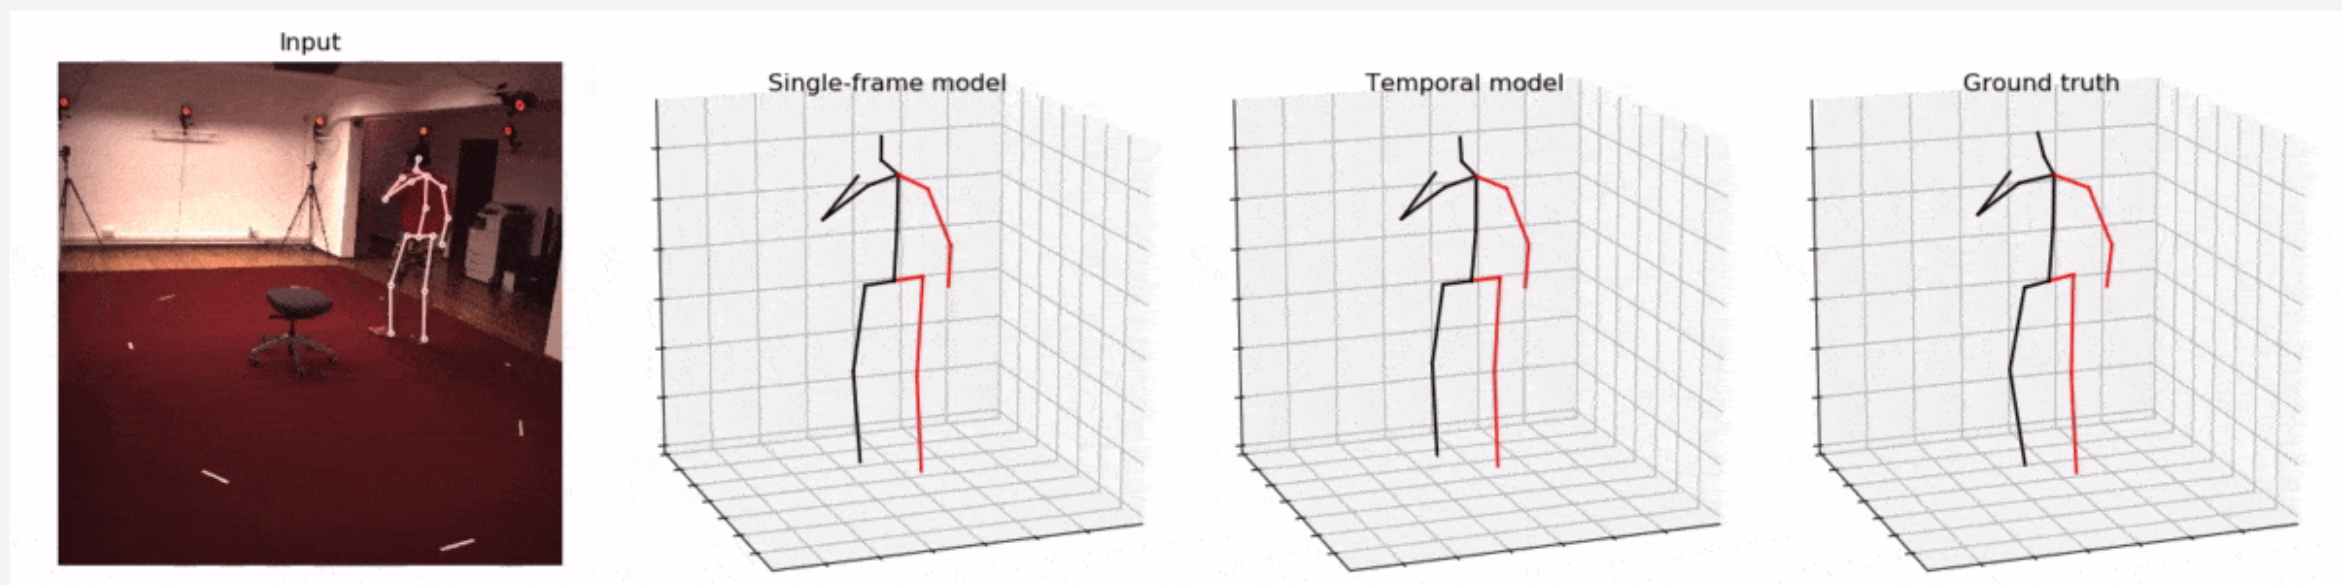 Input
Single-frame model
Temporal model
Ground truth